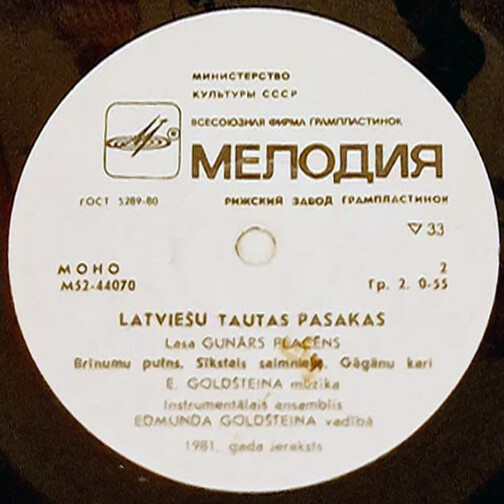 МИНИСТЕРСТВО
КУЛЬТУРЫ СССР
ВСЕСОЮЗНАЯ ФИРМА ГРАМПЛАСТИНОК
МЕЛОДИЯ
ГОСТ 5289-80
РИЖСКИЙ ЗАВОД ГРАМПЛАСТИНОК
▽ 33
МОНО
2
М52-44070
Гр. 2. 0-55
LATVIEŠU TAUTAS PASAKAS
Lasa GUNĀRS PLACĒNS
Brīnumu putns, Sīkstais saimnieks, Gāgānu kari
E. GOLDŠTEINA mūzika
Instrumentālais ansamblis
EDMUNDA GOLDŠTEINA vadībā
1981. gada ieraksts